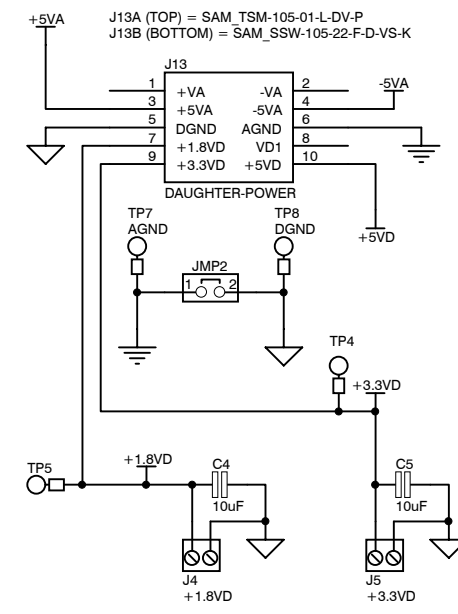 +5VA
J13A (TOP) = SAM_TSM-105-01-L-DV-P
J13B (BOTTOM) = SAM_SSW-105-22-F-D-VS-K
J13
1 +VA -VA 2
3 +5VA -5VA 4
5 DGND AGND 6
7 +1.8VD VD1 8
9 +3.3VD +5VD 10
-5VA
DAUGHTER-POWER
+5VD
TP7
AGND
TP8
DGND
JMP2
1 2
TP4
+3.3VD
TP5
+1.8VD
C4
10uF
C5
10uF
J4
+1.8VD
J5
+3.3VD